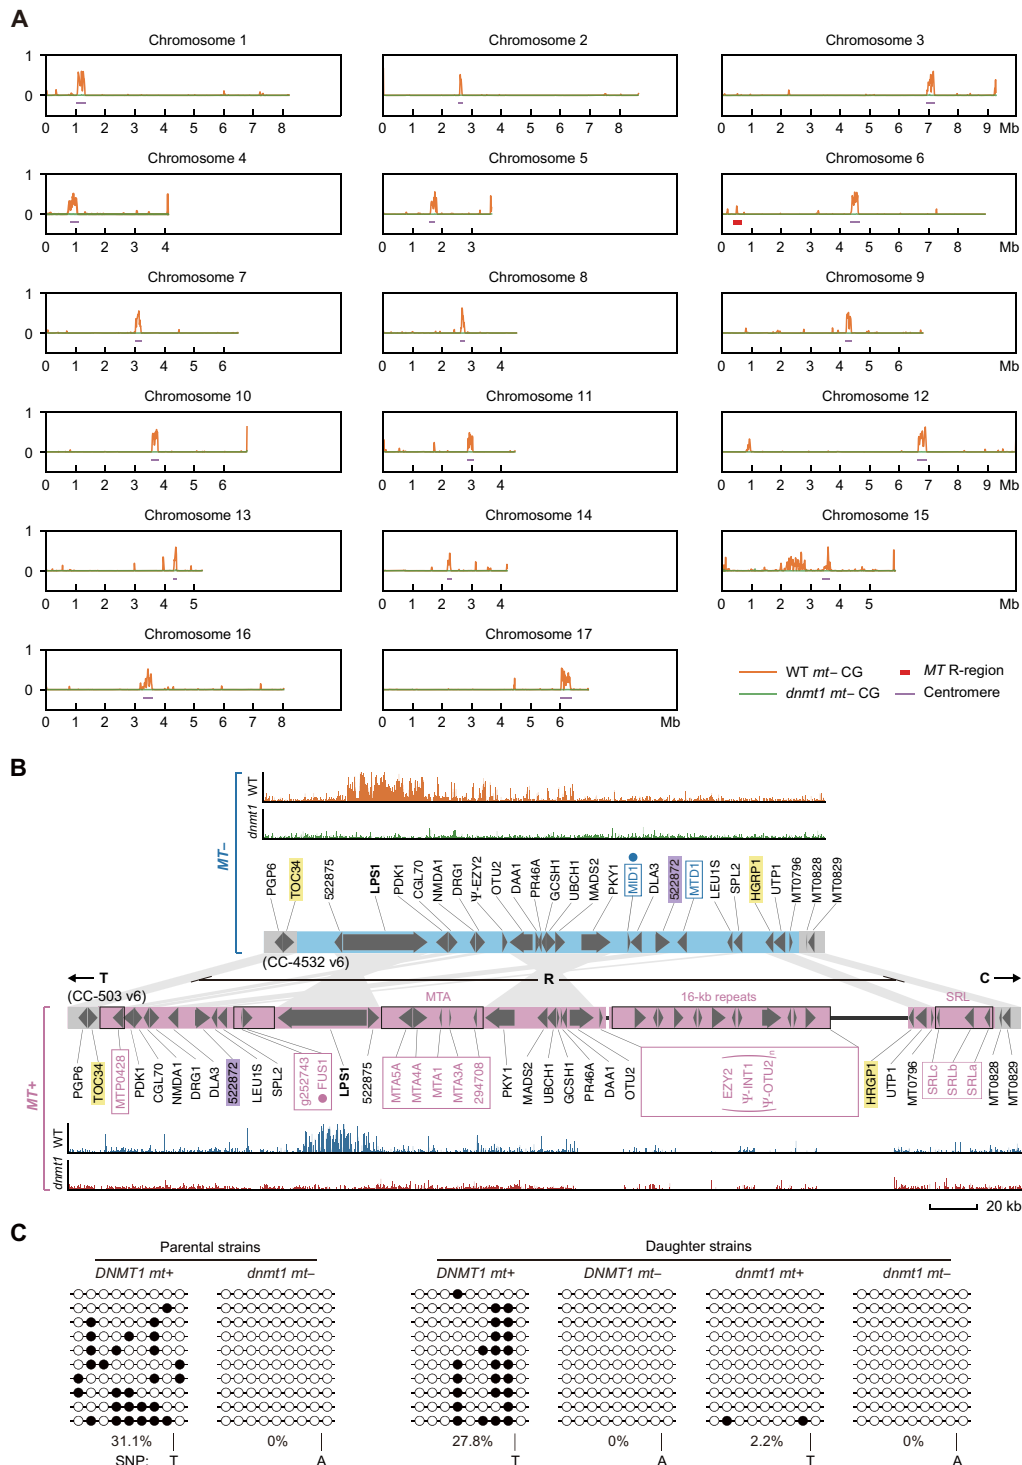 A
Chromosome 1
Chromosome 2
Chromosome 3
1
0
0 1 2 3 4 5 6 7 8
0 1 2 3 4 5 6 7 8
0 1 2 3 4 5 6 7 8 9 Mb
Chromosome 4
Chromosome 5
Chromosome 6
1
0
0 1 2 3 4
0 1 2 3
0 1 2 3 4 5 6 7 8 Mb
Chromosome 7
Chromosome 8
Chromosome 9
1
0
0 1 2 3 4 5 6
0 1 2 3 4
0 1 2 3 4 5 6 Mb
Chromosome 10
Chromosome 11
Chromosome 12
1
0
0 1 2 3 4 5 6
0 1 2 3 4
0 1 2 3 4 5 6 7 8 9 Mb
Chromosome 13
Chromosome 14
Chromosome 15
1
0
0 1 2 3 4 5
0 1 2 3 4
0 1 2 3 4 5 Mb
Chromosome 16
Chromosome 17
1
0
0 1 2 3 4 5 6 7 8
0 1 2 3 4 5 6 Mb
WT mt– CG
MT R-region
dnmt1 mt– CG
Centromere
B
MT–
WT
dnmt1
PGP6
TOC34
522875
LPS1
PDK1
CGL70
NMDA1
DRG1
Ψ-EZY2
OTU2
DAA1
PR46A
GCSH1
UBCH1
MADS2
PKY1
MID1
DLA3
522872
MTD1
LEU1S
SPL2
HGRP1
UTP1
MT0796
MT0828
MT0829
(CC-4532 v6)
T
R
C
(CC-503 v6)
MTA
16-kb repeats
SRL
MT+
PGP6
TOC34
MTP0428
PDK1
CGL70
NMDA1
DRG1
DLA3
522872
LEU1S
SPL2
g252743
FUS1
LPS1
522875
MTA5A
MTA4A
MTA1
MTA3A
294708
PKY1
MADS2
UBCH1
GCSH1
PR46A
DAA1
OTU2
EZY2
Ψ-INT1
Ψ-OTU2
n
HRGP1
UTP1
MT0796
SRLc
SRLb
SRLa
MT0828
MT0829
WT
dnmt1
20 kb
C
Parental strains
Daughter strains
DNMT1 mt+
dnmt1 mt–
DNMT1 mt+
DNMT1 mt–
dnmt1 mt+
dnmt1 mt–
31.1%
0%
27.8%
0%
2.2%
0%
SNP: T A T A T A